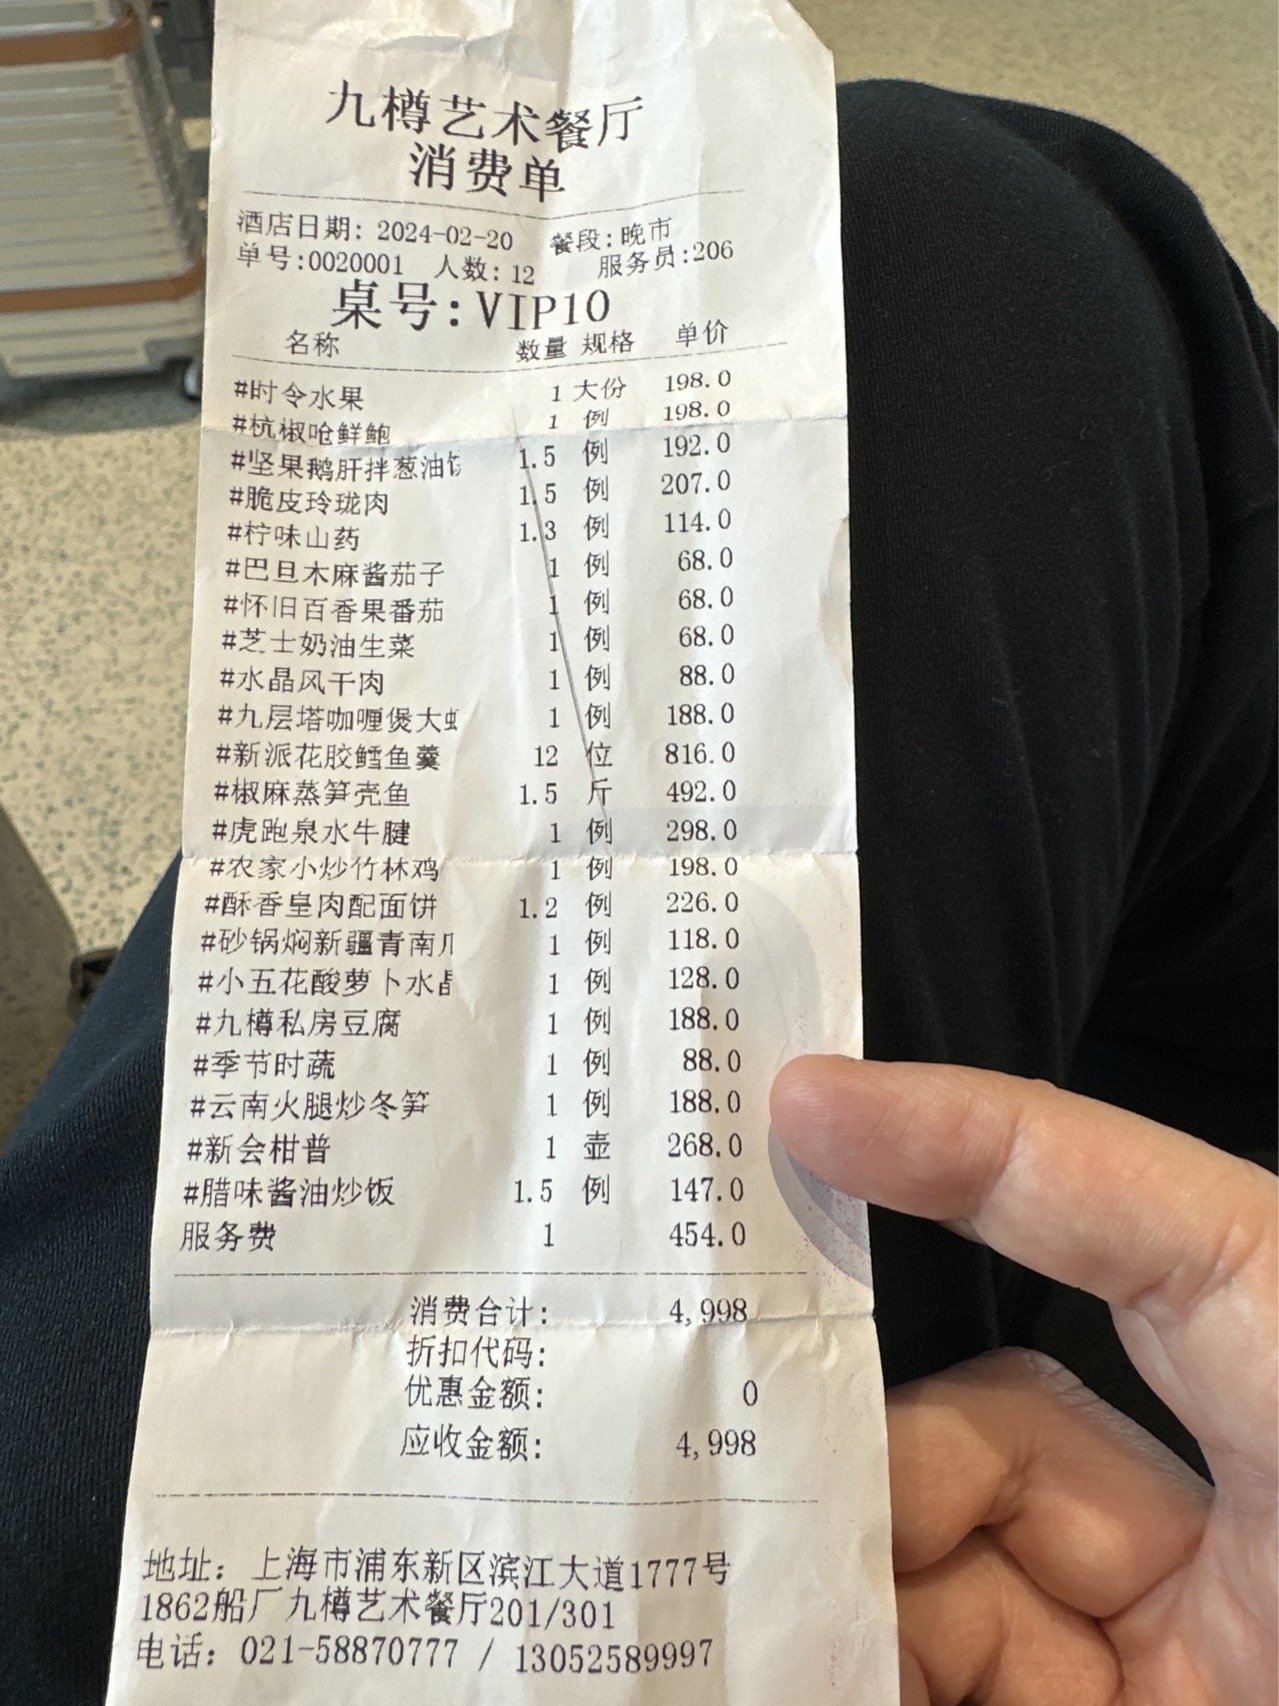 九樽艺术餐厅
消费单
酒店日期: 2024-02-20 餐段:晚市
单号:0020001 人数: 12 服务员:206
桌号:VIP10
名称 数量 规格 单价
#时令水果 1 大份 198.0
#杭椒呛鲜鲍 1 例 198.0
#坚果鹅肝拌葱油 1.5 例 192.0
#脆皮玲珑肉 1.5 例 207.0
#柠味山药 1.3 例 114.0
#巴旦木麻酱茄子 1 例 68.0
#怀旧百香果番茄 1 例 68.0
#芝士奶油生菜 1 例 68.0
#水晶风干肉 1 例 88.0
#九层塔咖喱煲大虾 1 例 188.0
#新派花胶鳕鱼羹 12 位 816.0
#椒麻蒸笋壳鱼 1.5 斤 492.0
#虎跑泉水牛腱 1 例 298.0
#农家小炒竹林鸡 1 例 198.0
#酥香皇肉配面饼 1.2 例 226.0
#砂锅焖新疆青南瓜 1 例 118.0
#小五花酸萝卜水晶 1 例 128.0
#九樽私房豆腐 1 例 188.0
#季节时蔬 1 例 88.0
#云南火腿炒冬笋 1 例 188.0
#新会柑普 1 壶 268.0
#腊味酱油炒饭 1.5 例 147.0
服务费 1 454.0
消费合计: 4,998
折扣代码:
优惠金额: 0
应收金额: 4,998
地址: 上海市浦东新区滨江大道1777号
1862船厂九樽艺术餐厅201/301
电话: 021-58870777 / 13052589997